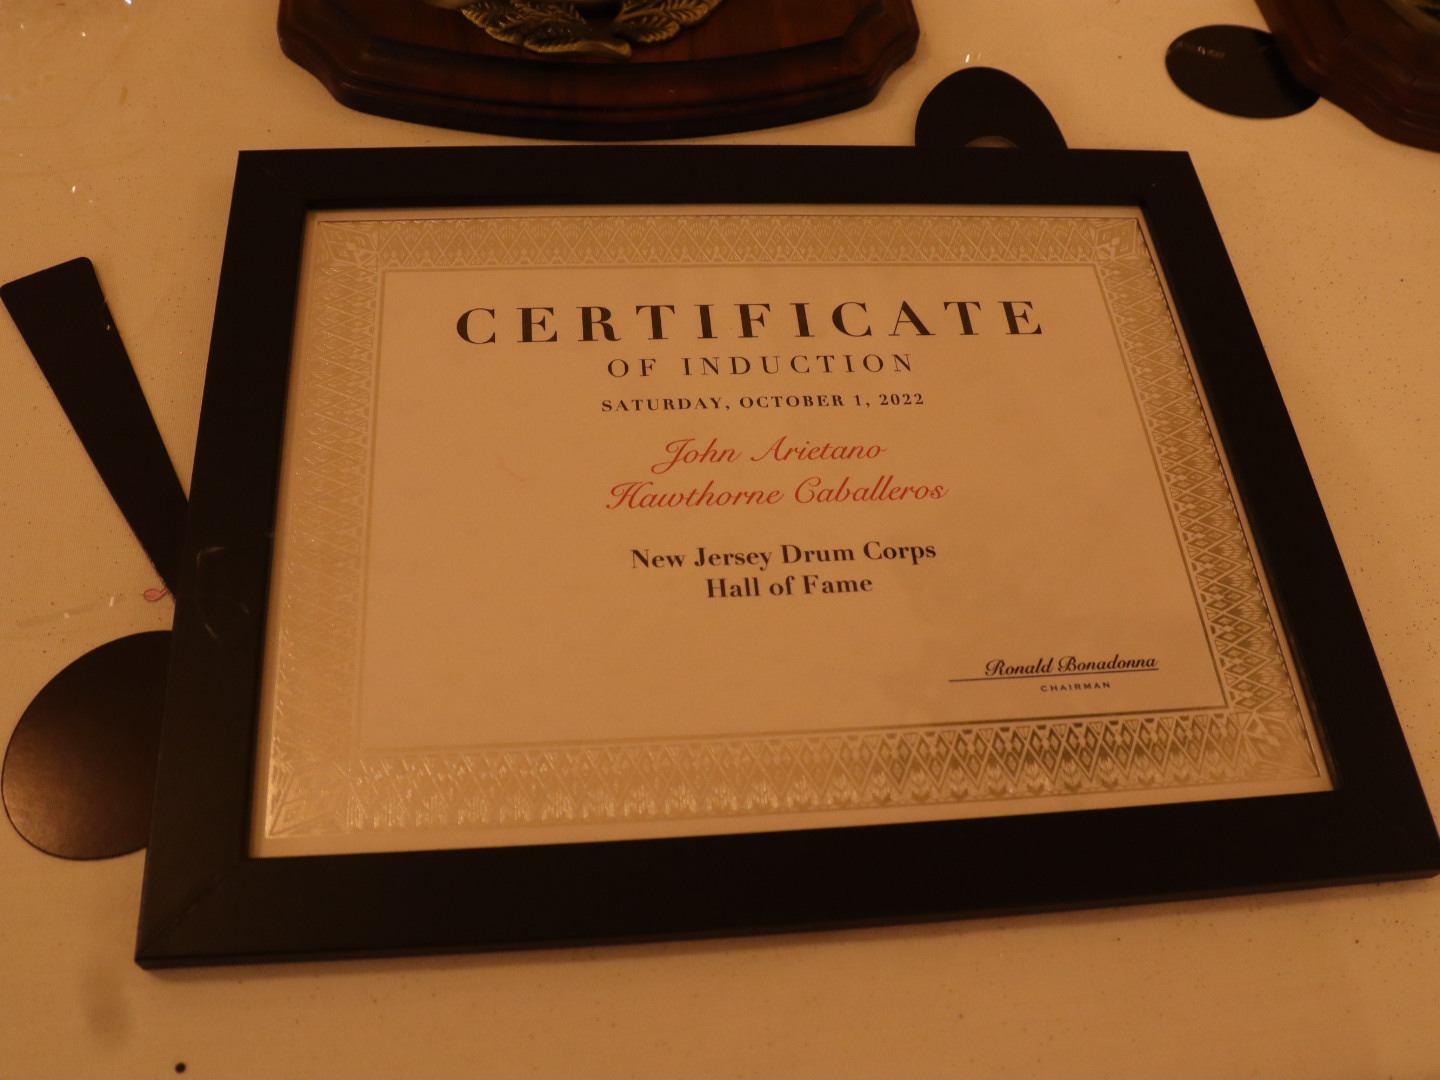 CERTIFICATE
OF INDUCTION
SATURDAY, OCTOBER 1, 2022
John Arietano
Hawthorne Caballeros
New Jersey Drum Corps
Hall of Fame
Ronald Bonadonna
CHAIRMAN